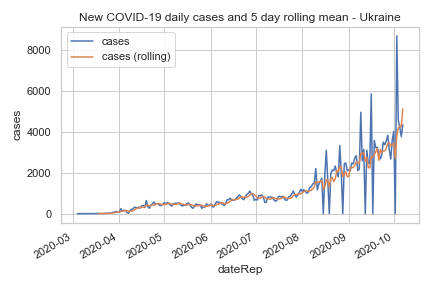 New COVID-19 daily cases and 5 day rolling mean - Ukraine
cases
cases (rolling)
8000
6000
4000
2000
0
cases
2020-03
2020-04
2020-05
2020-06
2020-07
2020-08
2020-09
2020-10
dateRep